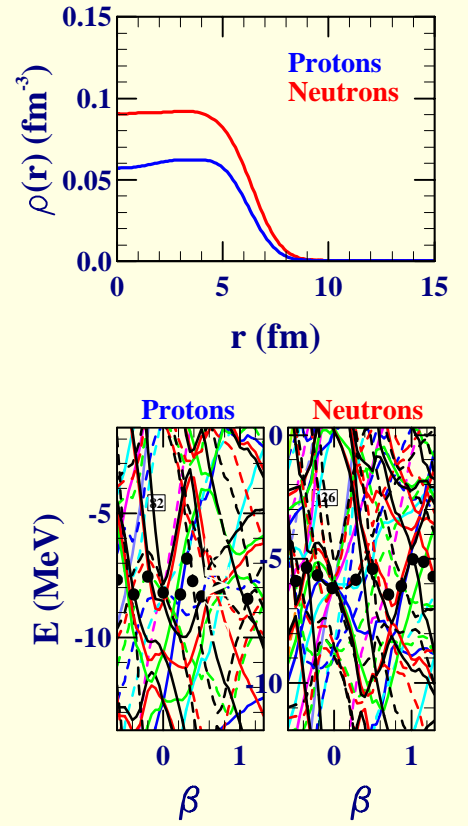 0.15
ρ(r) (fm-3)
Protons
Neutrons
0.1
0.05
0.0
0 5 10 15
r (fm)
Protons Neutrons
0
-5 -5
E (MeV)
-10
0 1 0 1
β β